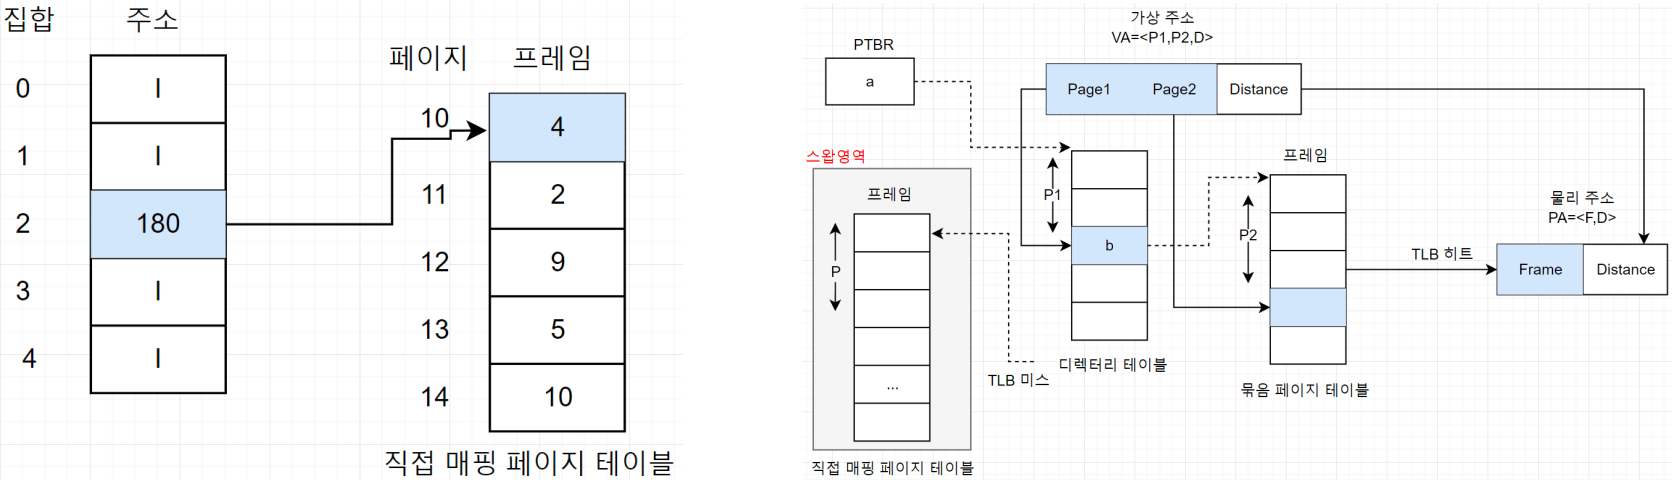 집합
주소
0
I
1
I
2
180
3
I
4
I
페이지
프레임
10
4
11
2
12
9
13
5
14
10
직접 매핑 페이지 테이블
가상 주소
VA=<P1,P2,D>
PTBR
a
Page1
Page2
Distance
스왑영역
프레임
P
...
TLB 미스
직접 매핑 페이지 테이블
P1
b
디렉터리 테이블
프레임
P2
묶음 페이지 테이블
TLB 히트
물리 주소
PA=<F,D>
Frame
Distance